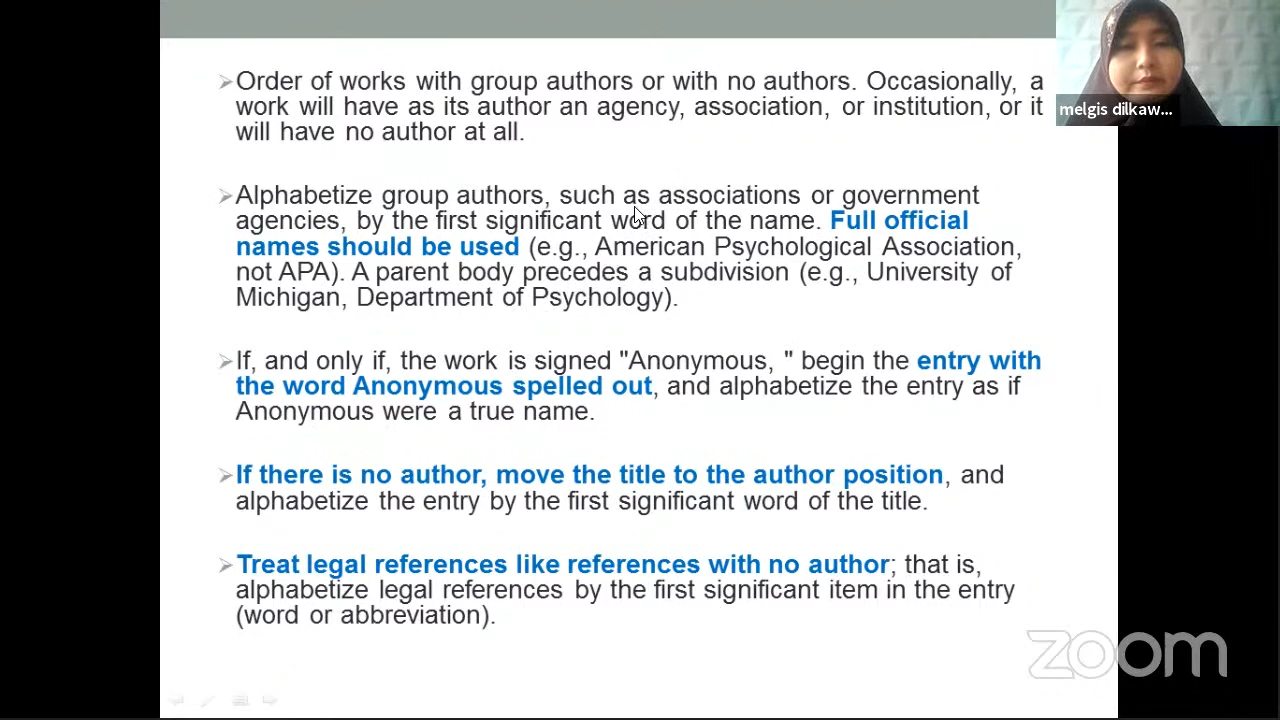 Order of works with group authors or with no authors. Occasionally, a
work will have as its author an agency, association, or institution, or it
will have no author at all.
Alphabetize group authors, such as associations or government
agencies, by the first significant word of the name. Full official
names should be used (e.g., American Psychological Association,
not APA). A parent body precedes a subdivision (e.g., University of
Michigan, Department of Psychology).
If, and only if, the work is signed "Anonymous, " begin the entry with
the word Anonymous spelled out, and alphabetize the entry as if
Anonymous were a true name.
If there is no author, move the title to the author position, and
alphabetize the entry by the first significant word of the title.
Treat legal references like references with no author; that is,
alphabetize legal references by the first significant item in the entry
(word or abbreviation).
melgis dilkaw...
zoom